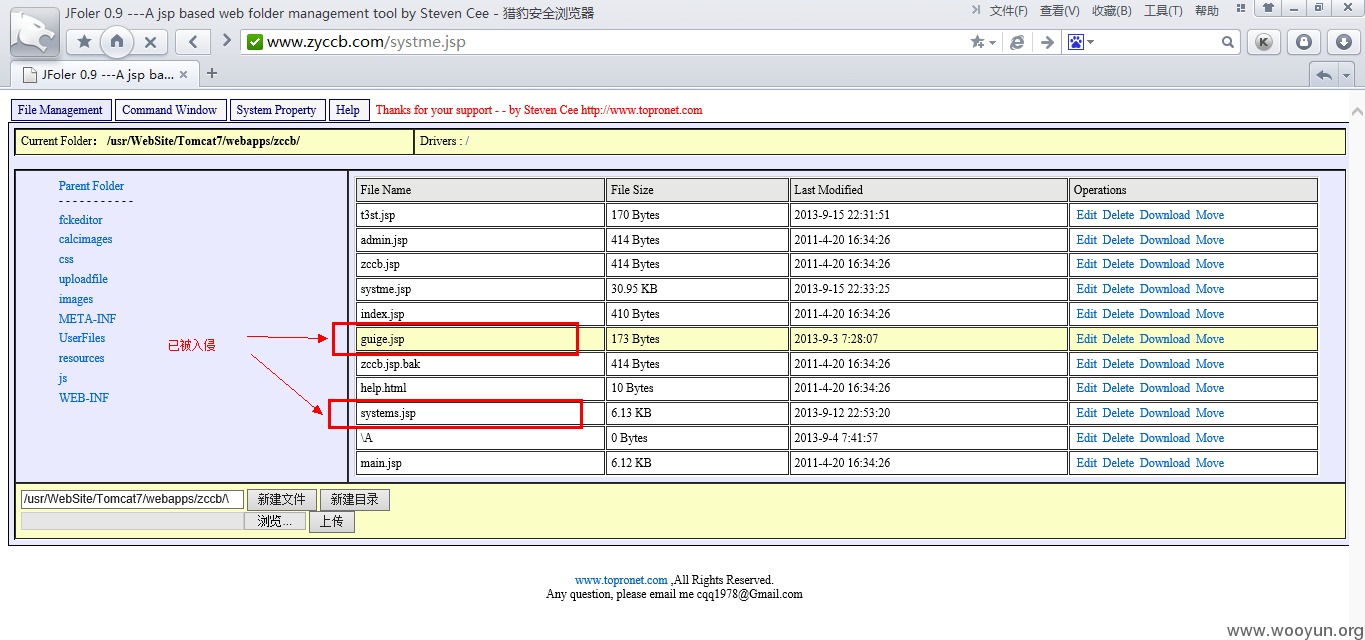 JFoler 0.9 ---A jsp based web folder management tool by Steven Cee - 猎豹安全浏览器
文件(F) 查看(V) 收藏(B) 工具(T) 帮助
www.zyccb.com/systme.jsp
JFoler 0.9 ---A jsp ba...
File Management Command Window System Property Help Thanks for your support - - by Steven Cee http://www.topronet.com
Current Folder: /usr/WebSite/Tomcat7/webapps/zccb/ Drivers : /
Parent Folder
- - - - - - - - - - -
fckeditor
calcimages
css
uploadfile
images
META-INF
UserFiles
resources
js
WEB-INF
已被入侵
File Name File Size Last Modified Operations
t3st.jsp 170 Bytes 2013-9-15 22:31:51 Edit Delete Download Move
admin.jsp 414 Bytes 2011-4-20 16:34:26 Edit Delete Download Move
zccb.jsp 414 Bytes 2011-4-20 16:34:26 Edit Delete Download Move
systme.jsp 30.95 KB 2013-9-15 22:33:25 Edit Delete Download Move
index.jsp 410 Bytes 2011-4-20 16:34:26 Edit Delete Download Move
guige.jsp 173 Bytes 2013-9-3 7:28:07 Edit Delete Download Move
zccb.jsp.bak 414 Bytes 2011-4-20 16:34:26 Edit Delete Download Move
help.html 10 Bytes 2011-4-20 16:34:26 Edit Delete Download Move
systems.jsp 6.13 KB 2013-9-12 22:53:20 Edit Delete Download Move
\A 0 Bytes 2013-9-4 7:41:57 Edit Delete Download Move
main.jsp 6.12 KB 2011-4-20 16:34:26 Edit Delete Download Move
/usr/WebSite/Tomcat7/webapps/zccb/\ 新建文件 新建目录
浏览... 上传
www.topronet.com ,All Rights Reserved.
Any question, please email me cqq1978@Gmail.com
www.wooyun.org